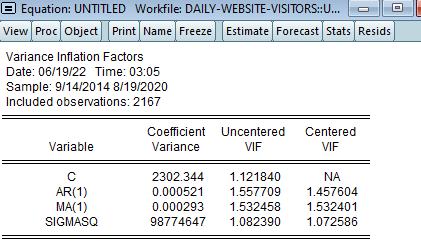 Equation: UNTITLED Workfile: DAILY-WEBSITE-VISITORS::U...
View Proc Object Print Name Freeze Estimate Forecast Stats Resids
Variance Inflation Factors
Date: 06/19/22 Time: 03:05
Sample: 9/14/2014 8/19/2020
Included observations: 2167
Coefficient Uncentered Centered
Variable Variance VIF VIF
C 2302.344 1.121840 NA
AR(1) 0.000521 1.557709 1.457604
MA(1) 0.000293 1.532458 1.532401
SIGMASQ 98774647 1.082390 1.072586